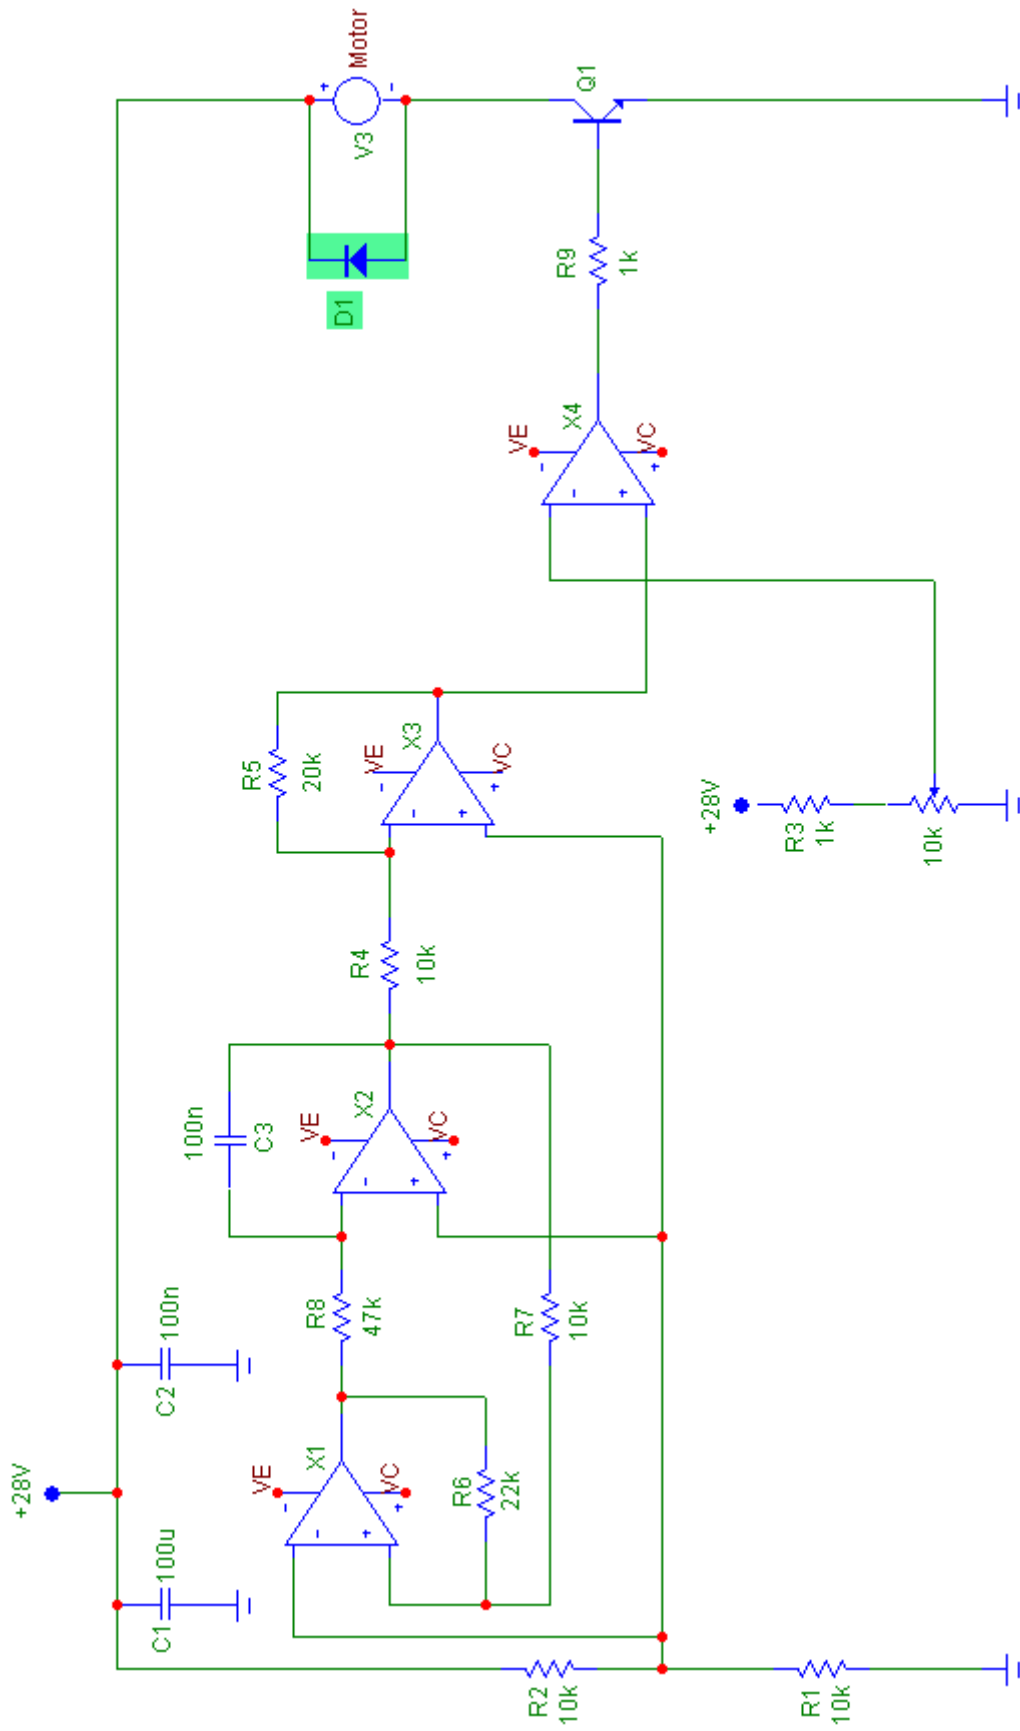 +28V
C1
100u
C2
100n
Motor
+
-
V3
D1
Q1
R9
1k
X4
VE
VC
-
+
-
+
R5
20k
X3
VE
VC
-
+
-
+
R4
10k
100n
C3
X2
VE
VC
-
+
-
+
R8
47k
R7
10k
X1
VE
VC
-
+
-
+
R6
22k
+28V
R3
1k
10k
R2
10k
R1
10k